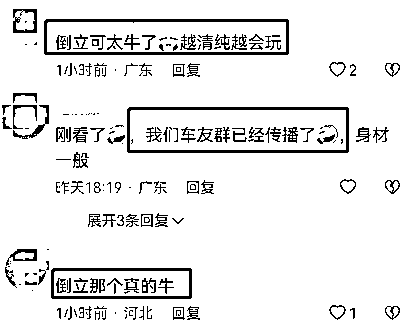 倒立可太牛了越清纯越会玩
1小时前·广东 回复 2
刚看了,我们车友群已经传播了,身材
一般
昨天18:19·广东 回复
展开3条回复
倒立那个真的牛
1小时前·河北 回复 1